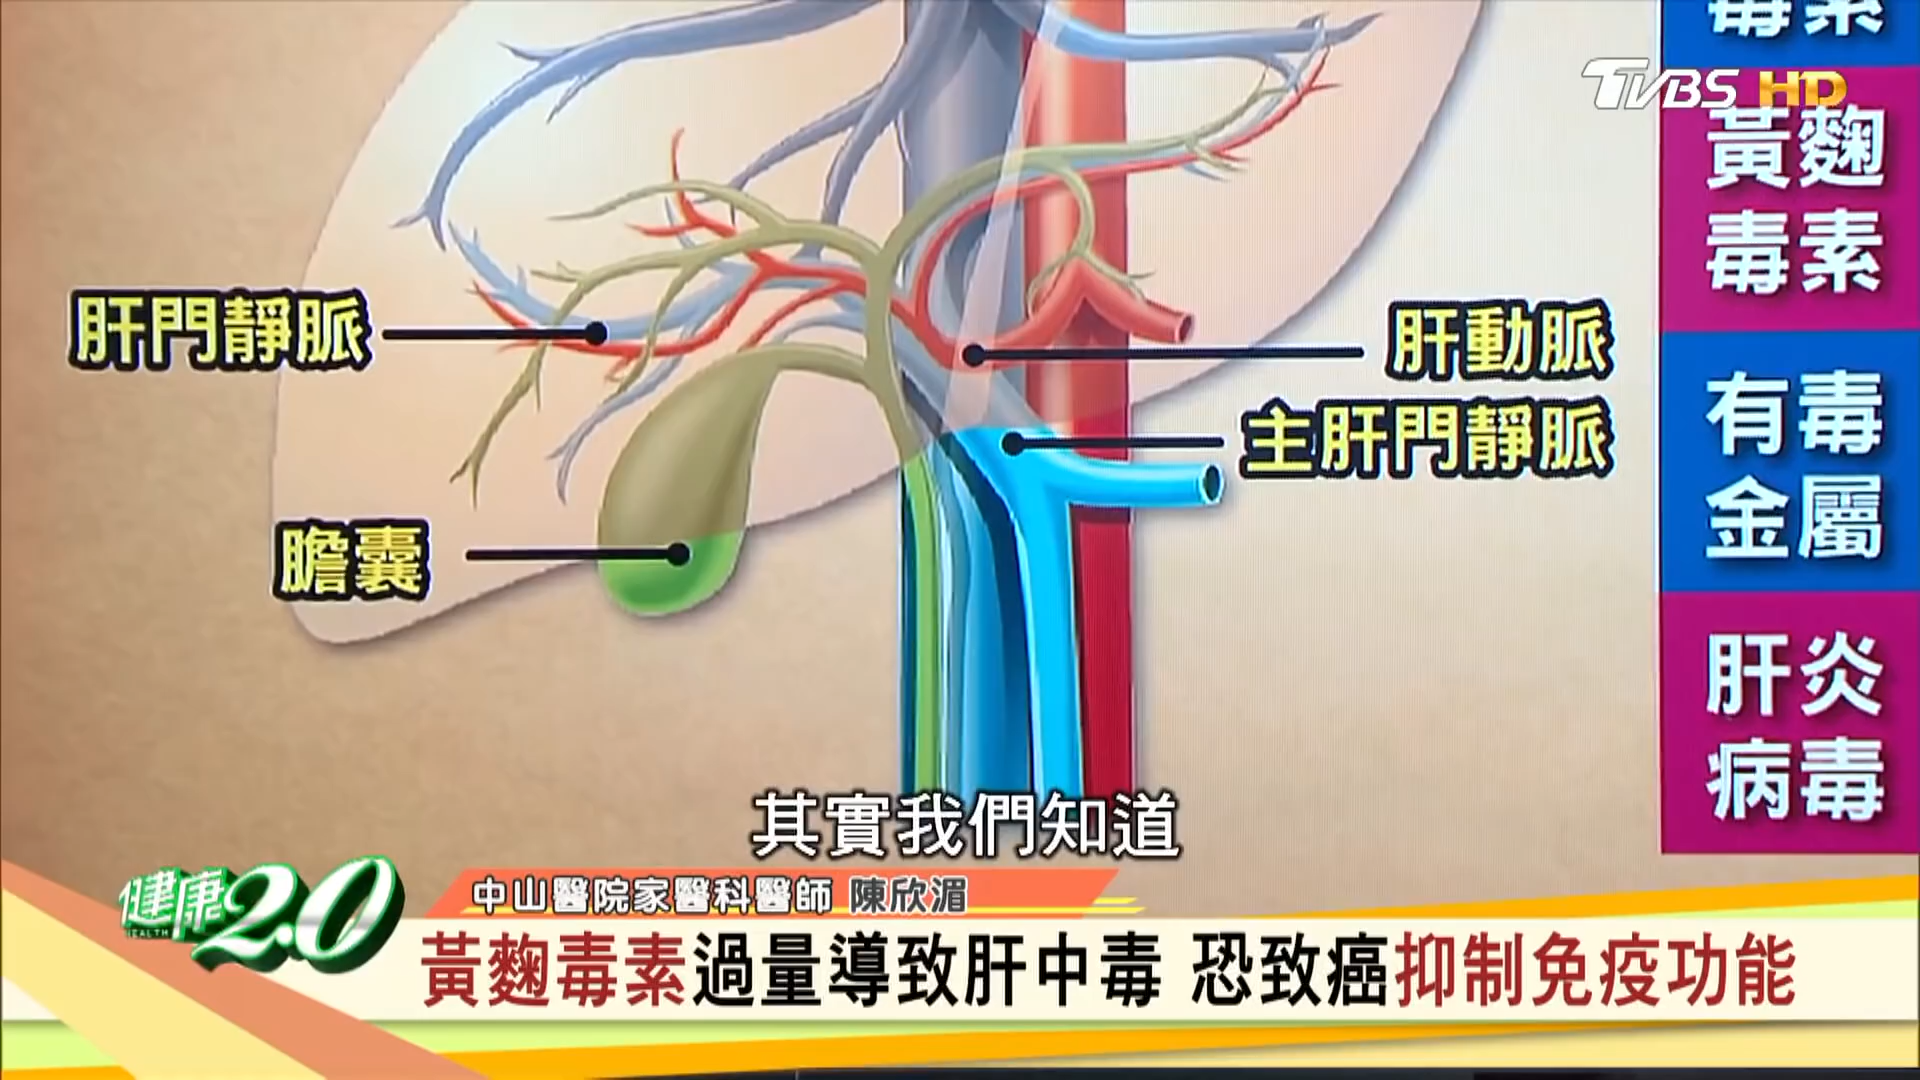 毒素
TVBS HD
黃麴
毒素
有毒
金屬
肝炎
病毒
肝門靜脈
肝動脈
主肝門靜脈
膽囊
其實我們知道
健康2.0
HEALTH
中山醫院家醫科醫師 陳欣湄
黃麴毒素過量導致肝中毒 恐致癌抑制免疫功能